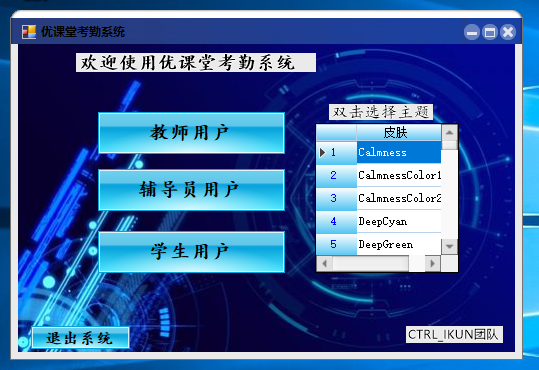 优课堂考勤系统
欢迎使用优课堂考勤系统
教师用户
辅导员用户
学生用户
双击选择主题
皮肤
1 Calmness
2 CalmnessColor1
3 CalmnessColor2
4 DeepCyan
5 DeepGreen
退出系统
CTRL_IKUN团队